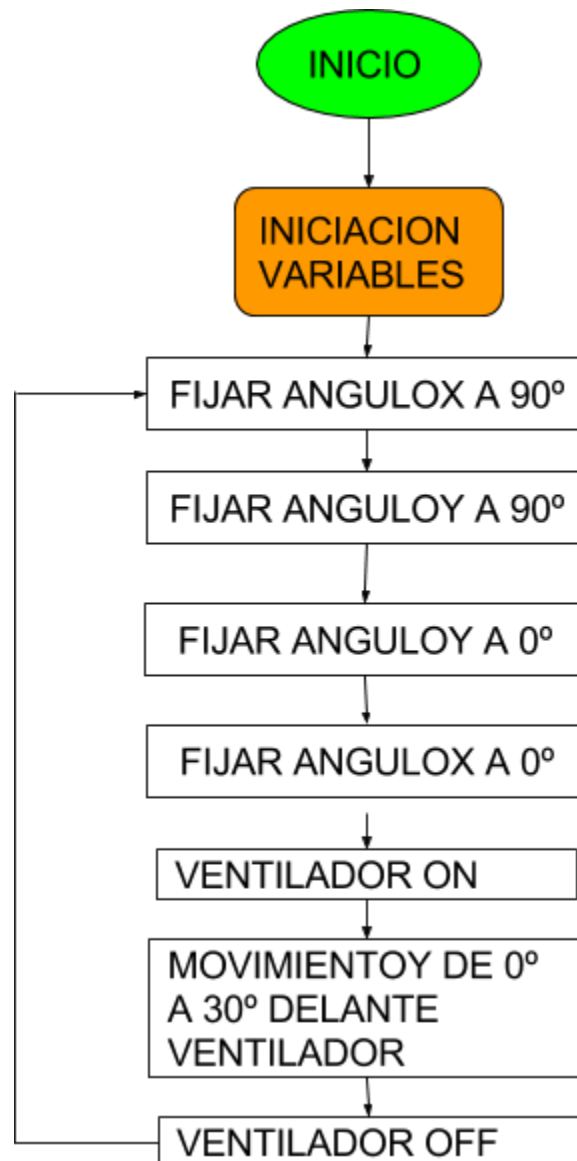 INICIO
INICIACION
VARIABLES
FIJAR ANGULOX A 90º
FIJAR ANGULOY A 90º
FIJAR ANGULOY A 0º
FIJAR ANGULOX A 0º
VENTILADOR ON
MOVIMIENTOY DE 0º
A 30º DELANTE
VENTILADOR
VENTILADOR OFF